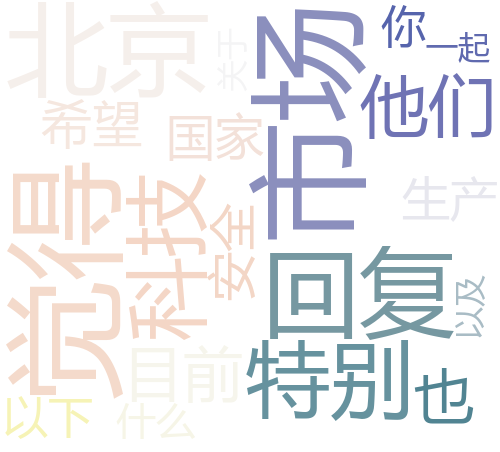 北京
关于
市场
你
一起
希望
国家
他们
觉得
科技
安全
生产
回复
以及
目前
特别
也
以下
什么